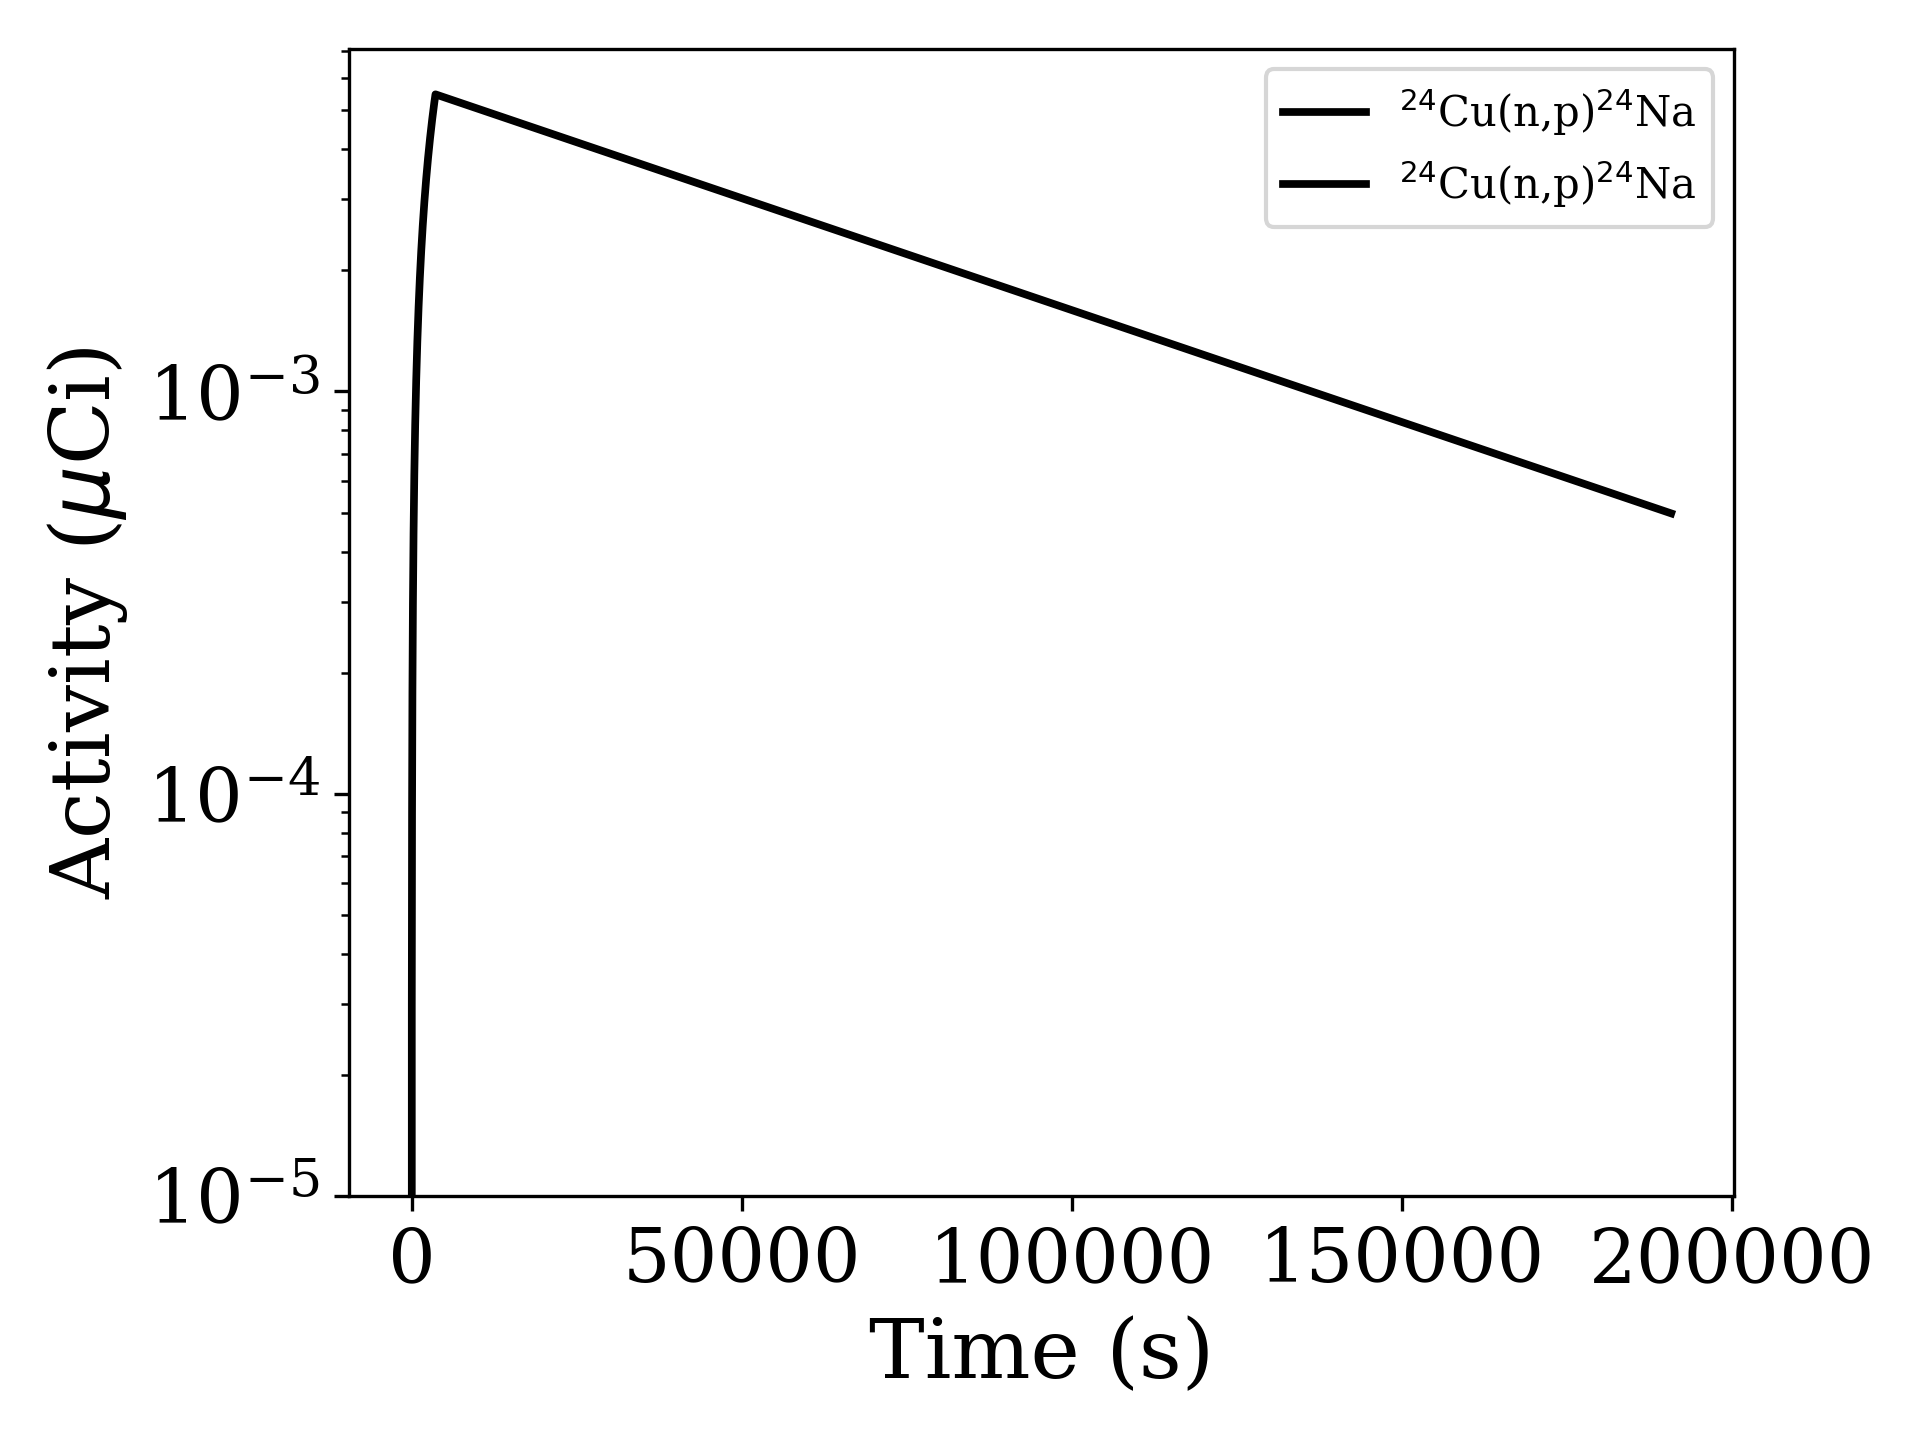 ²⁴Cu(n,p)²⁴Na
²⁴Cu(n,p)²⁴Na
Activity (μCi)
10⁻³
10⁻⁴
10⁻⁵
0 50000 100000 150000 200000
Time (s)